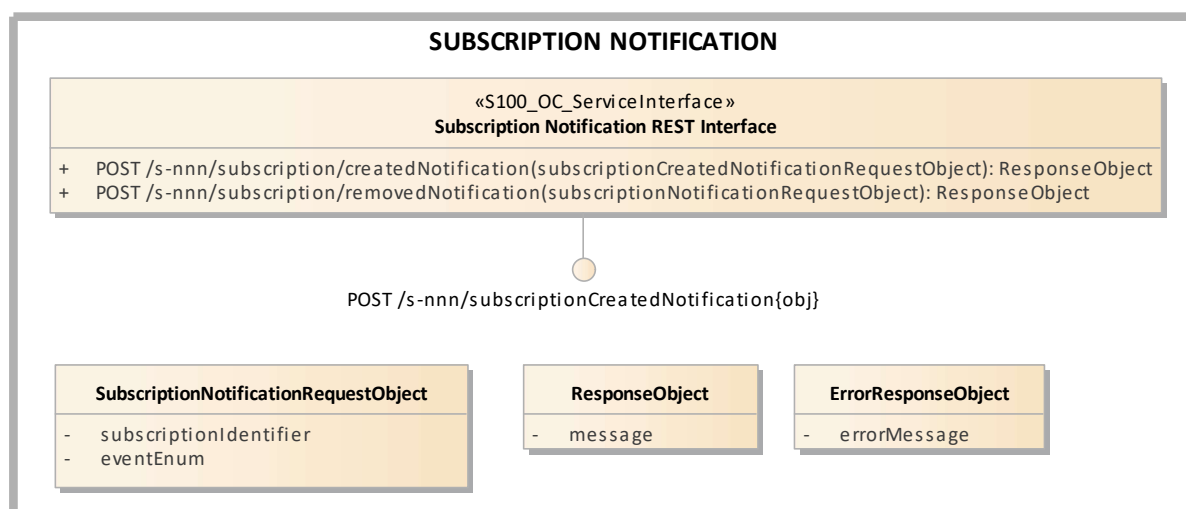 SUBSCRIPTION NOTIFICATION
«S100_OC_ServiceInterface»
Subscription Notification REST Interface
+ POST /s-nnn/subscription/createdNotification(subscriptionCreatedNotificationRequestObject): ResponseObject
+ POST /s-nnn/subscription/removedNotification(subscriptionNotificationRequestObject): ResponseObject
POST /s-nnn/subscriptionCreatedNotification{obj}
SubscriptionNotificationRequestObject
- subscriptionIdentifier
- eventEnum
ResponseObject
- message
ErrorResponseObject
- errorMessage